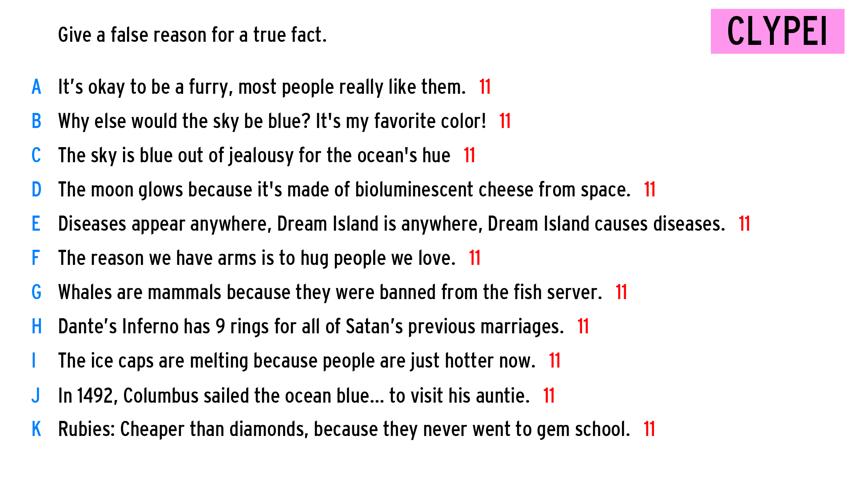 Give a false reason for a true fact.
CLYPEI
A It's okay to be a furry, most people really like them. 11
B Why else would the sky be blue? It's my favorite color! 11
C The sky is blue out of jealousy for the ocean's hue 11
D The moon glows because it's made of bioluminescent cheese from space. 11
E Diseases appear anywhere, Dream Island is anywhere, Dream Island causes diseases. 11
F The reason we have arms is to hug people we love. 11
G Whales are mammals because they were banned from the fish server. 11
H Dante's Inferno has 9 rings for all of Satan's previous marriages. 11
I The ice caps are melting because people are just hotter now. 11
J In 1492, Columbus sailed the ocean blue... to visit his auntie. 11
K Rubies: Cheaper than diamonds, because they never went to gem school. 11